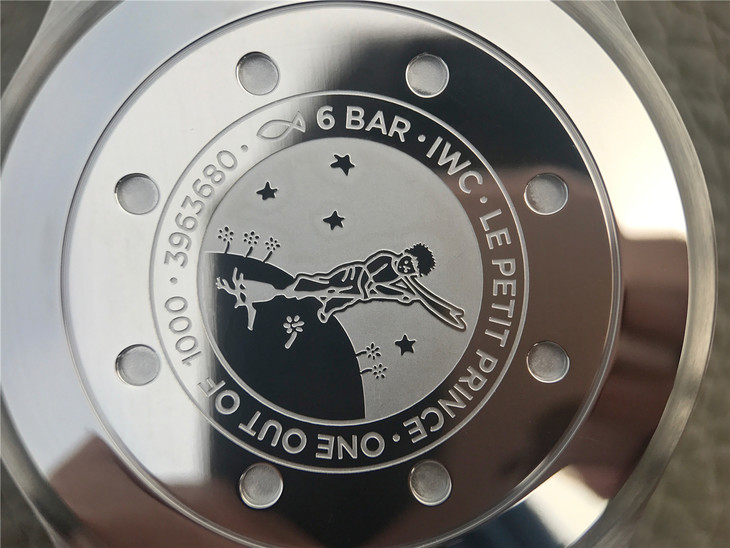 6 BAR · IWC · LE PETIT PRINCE · ONE OUT OF 1000 · 3963680 ·